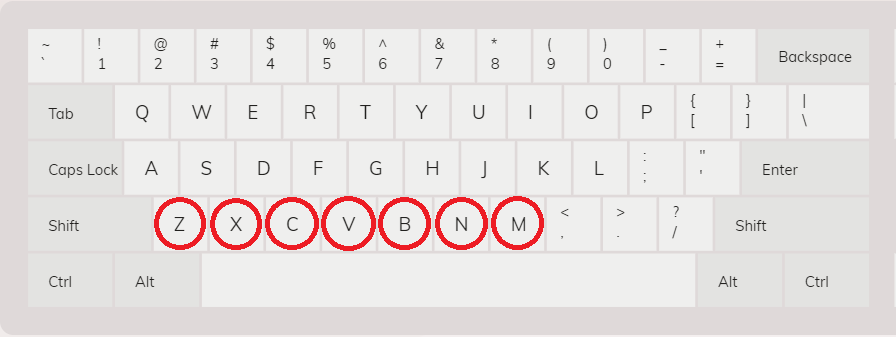 ~ ! @ # $ % ^ & * ( ) _ +
` 1 2 3 4 5 6 7 8 9 0 - = Backspace
Tab Q W E R T Y U I O P { [ } ] | \
Caps Lock A S D F G H J K L : ; " ' Enter
Shift Z X C V B N M < , > . ? / Shift
Ctrl Alt Alt Ctrl